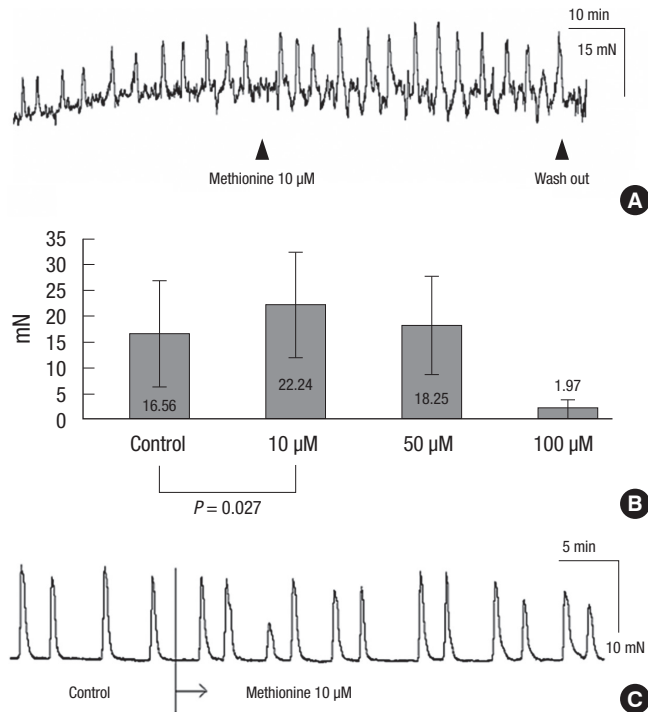 10 min
15 mN
Methionine 10 µM
Wash out
A
35
30
25
20
15
10
5
0
mN
16.56
22.24
18.25
1.97
Control 10 µM 50 µM 100 µM
P = 0.027
B
5 min
10 mN
Control
Methionine 10 µM
C